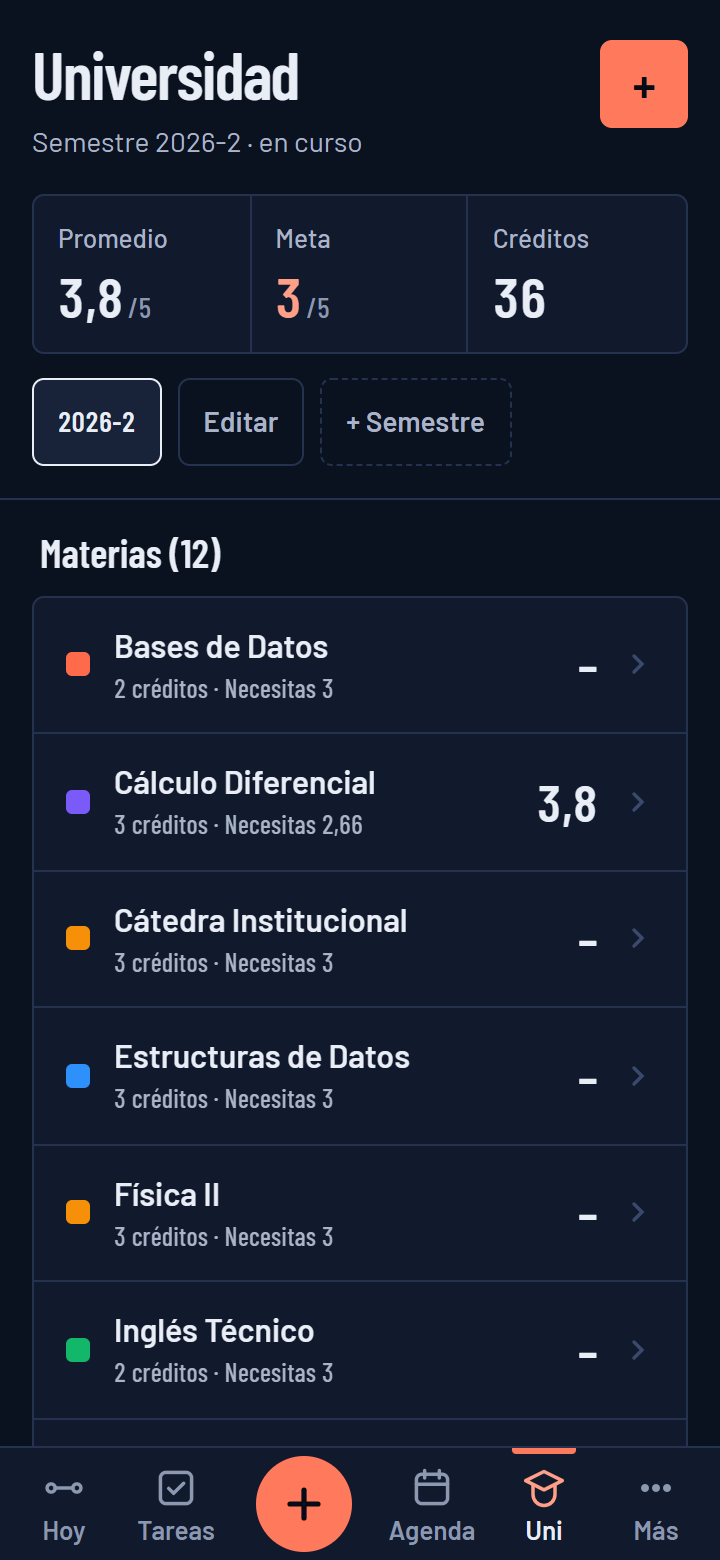 Universidad
+
Semestre 2026-2 · en curso
Promedio Meta Créditos
3,8 /5 3 /5 36
2026-2 Editar + Semestre
Materias (12)
Bases de Datos
2 créditos · Necesitas 3
–
Cálculo Diferencial
3 créditos · Necesitas 2,66
3,8
Cátedra Institucional
3 créditos · Necesitas 3
–
Estructuras de Datos
3 créditos · Necesitas 3
–
Física II
3 créditos · Necesitas 3
–
Inglés Técnico
2 créditos · Necesitas 3
–
Hoy Tareas + Agenda Uni Más